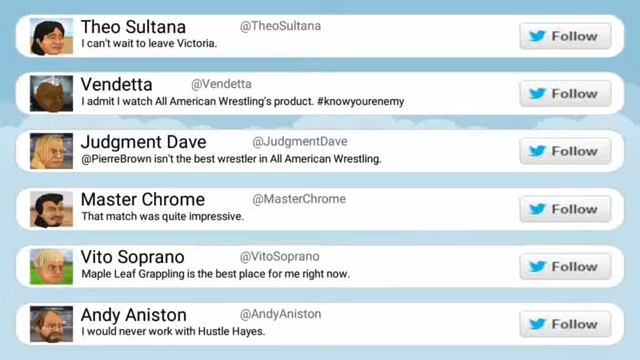 Theo Sultana @TheoSultana Follow
I can't wait to leave Victoria.
Vendetta @Vendetta Follow
I admit I watch All American Wrestling's product. #knowyourenemy
Judgment Dave @JudgmentDave Follow
@PierreBrown isn't the best wrestler in All American Wrestling.
Master Chrome @MasterChrome Follow
That match was quite impressive.
Vito Soprano @VitoSoprano Follow
Maple Leaf Grappling is the best place for me right now.
Andy Aniston @AndyAniston Follow
I would never work with Hustle Hayes.